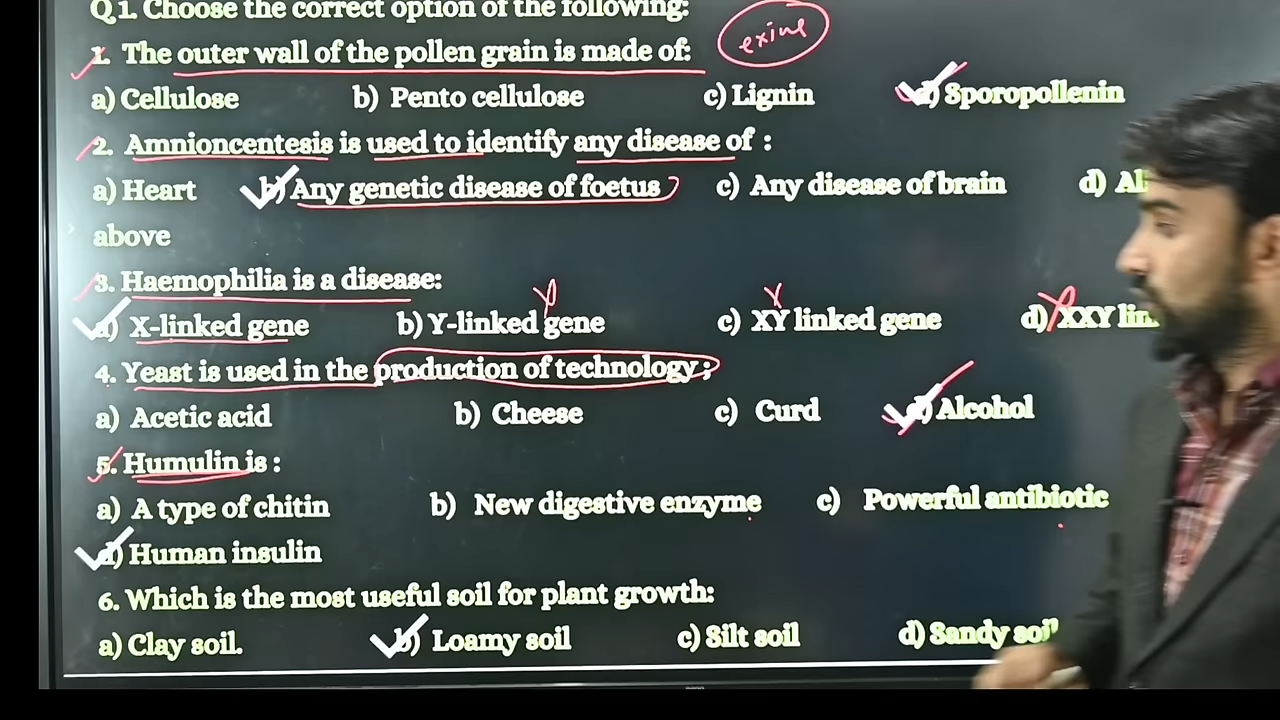 Q 1. Choose the correct option of the following:
exine
1. The outer wall of the pollen grain is made of:
a) Cellulose b) Pento cellulose c) Lignin d) Sporopollenin
2. Amnioncentesis is used to identify any disease of :
a) Heart b) Any genetic disease of foetus c) Any disease of brain d)
above
3. Haemophilia is a disease:
a) X-linked gene b) Y-linked gene c) XY linked gene d) XXY
4. Yeast is used in the production of technology ;
a) Acetic acid b) Cheese c) Curd d) Alcohol
5. Humulin is :
a) A type of chitin b) New digestive enzyme c) Powerful antibiotic
d) Human insulin
6. Which is the most useful soil for plant growth:
a) Clay soil. b) Loamy soil c) Silt soil d) Sandy soil